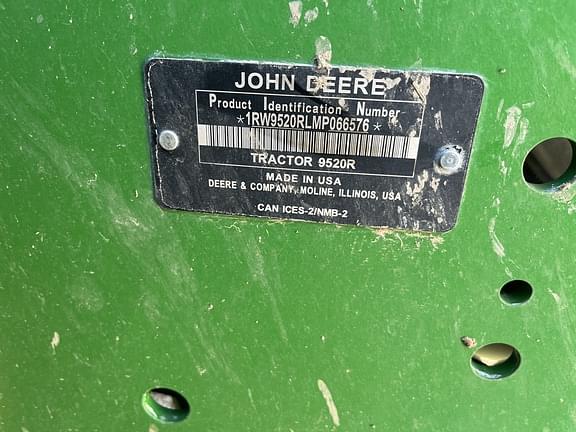 JOHN DEERE
Product Identification Number
*1RW9520RLMP066576*
TRACTOR 9520R
MADE IN USA
DEERE & COMPANY, MOLINE, ILLINOIS, USA
CAN ICES-2/NMB-2